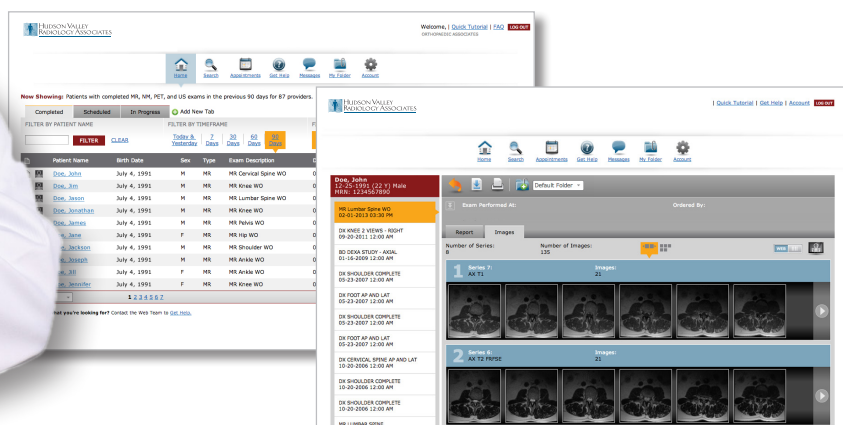 HUDSON VALLEY
RADIOLOGY ASSOCIATES
Welcome, | Quick Tutorial | FAQ LOG OUT
ORTHOPAEDIC ASSOCIATES
Home Search Appointments Get Help Messages My Folder Account
Now Showing: Patients with completed MR, NM, PET, and US exams in the previous 90 days for 87 providers.
Completed Scheduled In Progress Add New Tab
FILTER BY PATIENT NAME FILTER BY TIMEFRAME
FILTER CLEAR
Today & Yesterday 7 Days 30 Days 60 Days 90 Days
Patient Name Birth Date Sex Type Exam Description
Doe, John July 4, 1991 M MR MR Cervical Spine WO
Doe, Jim July 4, 1991 M MR MR Knee WO
Doe, Jason July 4, 1991 M MR MR Lumbar Spine WO
Doe, Jonathan July 4, 1991 M MR MR Knee WO
Doe, James July 4, 1991 M MR MR Pelvis WO
Jane July 4, 1991 F MR MR Hip WO
Jackson July 4, 1991 M MR MR Shoulder WO
Joseph July 4, 1991 M MR MR Ankle WO
Jill July 4, 1991 F MR MR Ankle WO
Jennifer July 4, 1991 F MR MR Knee WO
1 2 3 4 5 6 7
you're looking for? Contact the Web Team to Get Help.
HUDSON VALLEY
RADIOLOGY ASSOCIATES
| Quick Tutorial | Get Help | Account LOG OUT
Home Search Appointments Get Help Messages My Folder Account
Doe, John
12-25-1991 (22 Y) Male
MRN: 1234567890
Default Folder
MR Lumbar Spine WO
02-01-2013 03:30 PM
DX KNEE 2 VIEWS - RIGHT
09-20-2011 12:00 AM
BD DEXA STUDY - AXIAL
01-16-2009 12:00 AM
DX SHOULDER COMPLETE
05-23-2007 12:00 AM
DX FOOT AP AND LAT
05-23-2007 12:00 AM
DX SHOULDER COMPLETE
05-23-2007 12:00 AM
DX FOOT AP AND LAT
05-23-2007 12:00 AM
DX CERVICAL SPINE AP AND LAT
10-20-2006 12:00 AM
DX SHOULDER COMPLETE
10-20-2006 12:00 AM
DX SHOULDER COMPLETE
10-20-2006 12:00 AM
MR LUMBAR SPINE
Exam Performed At: Ordered By:
Report Images
Number of Series: Number of Images:
8 135
WEB
1 Series 7: Images:
AX T1 21
2 Series 6: Images:
AX T2 FRFSE 21